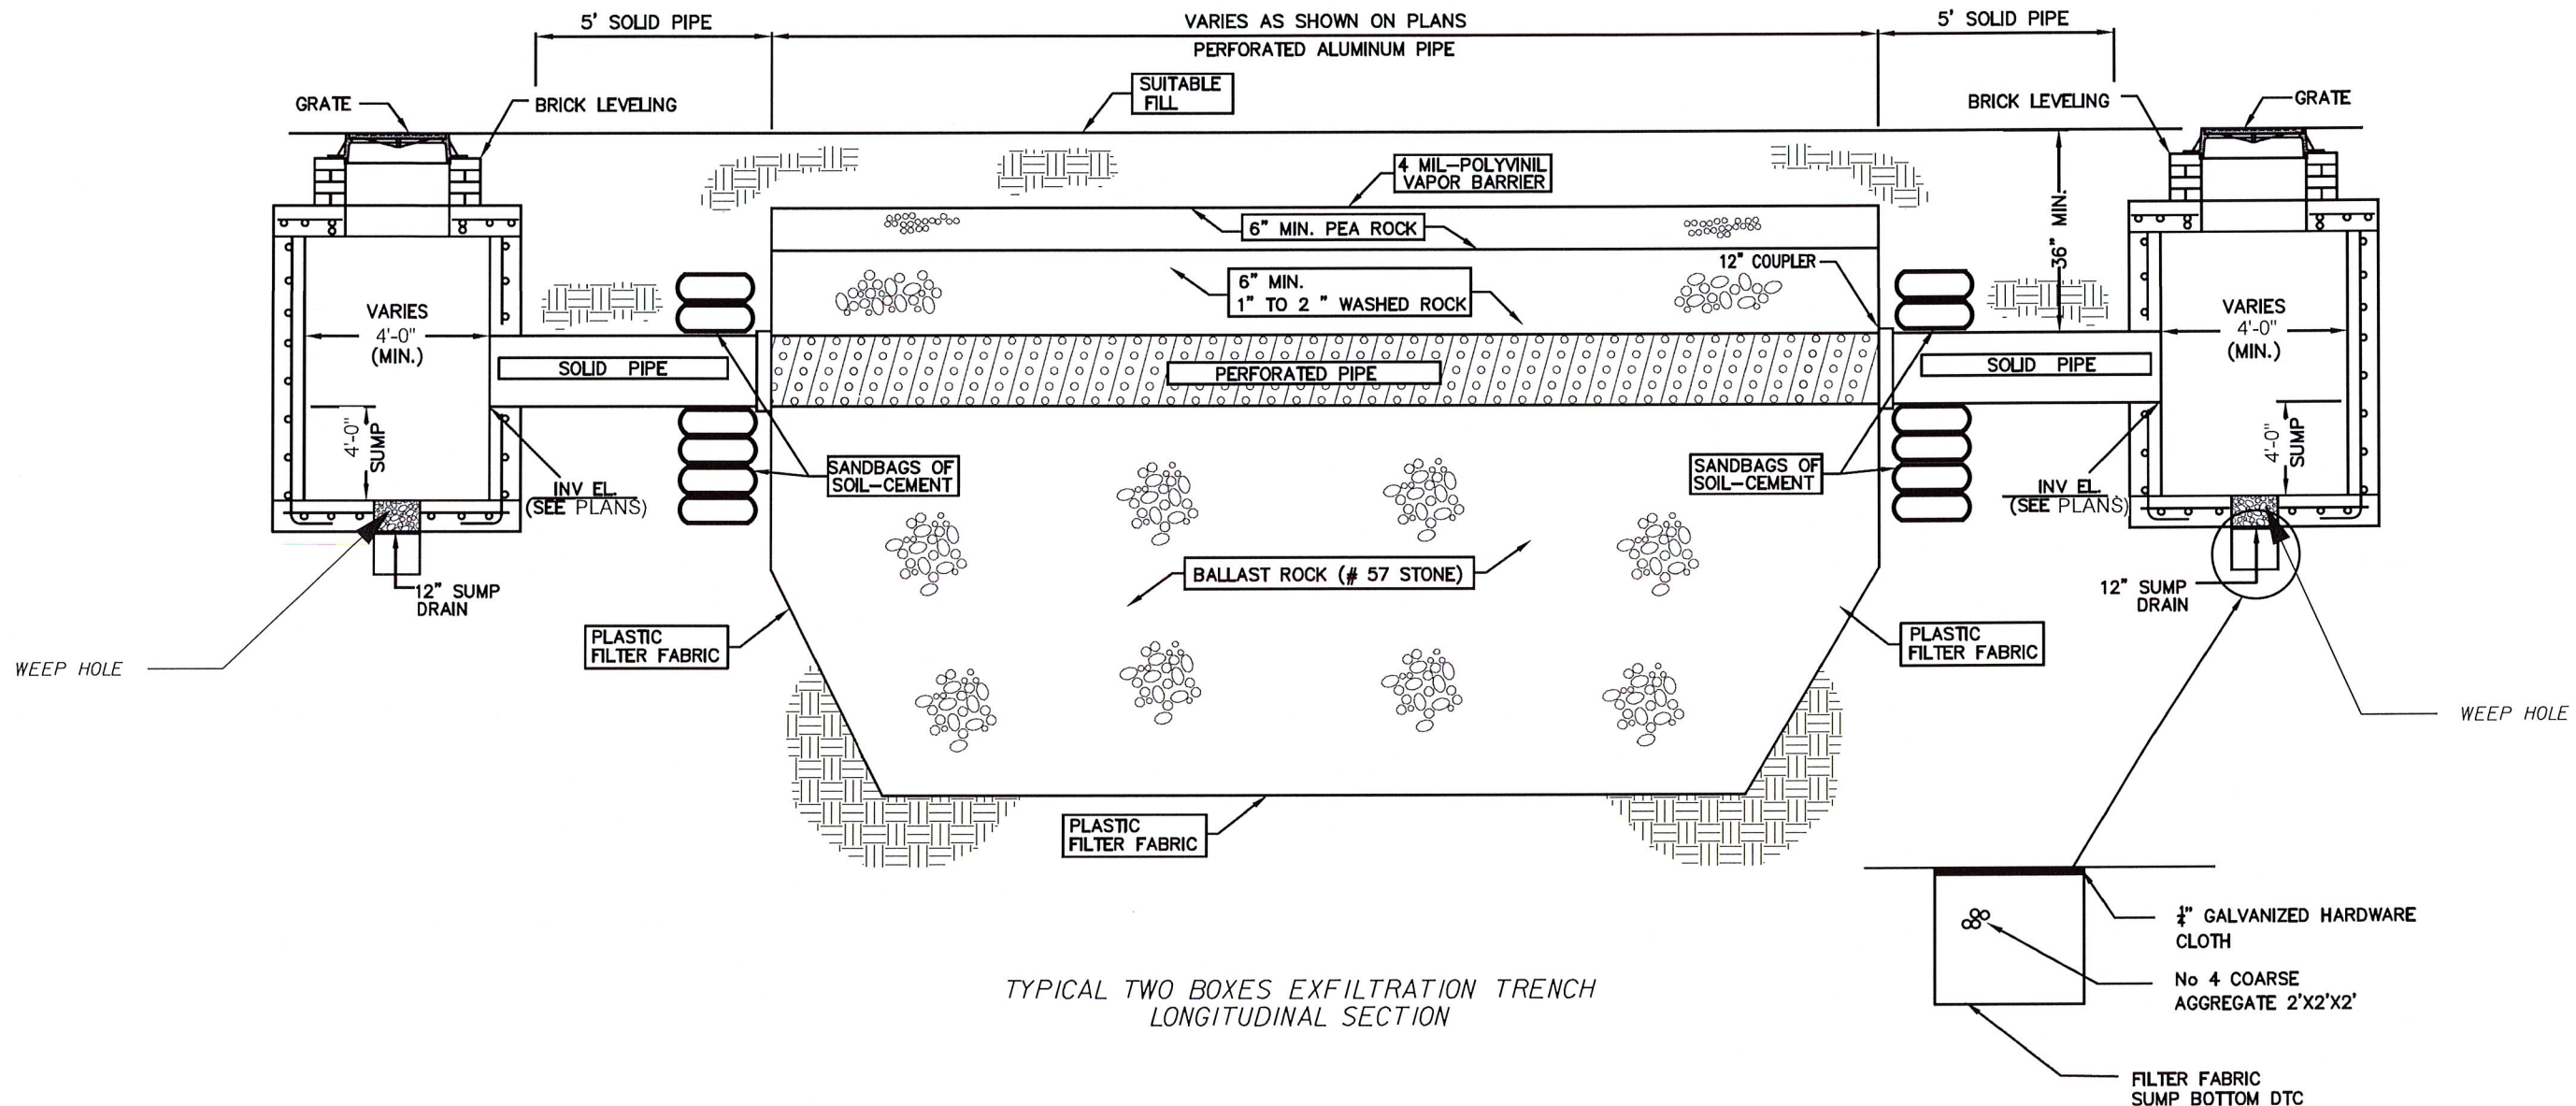 5' SOLID PIPE
VARIES AS SHOWN ON PLANS
PERFORATED ALUMINUM PIPE
5' SOLID PIPE
GRATE
BRICK LEVELING
SUITABLE
FILL
BRICK LEVELING
GRATE
4 MIL-POLYVINIL
VAPOR BARRIER
6" MIN. PEA ROCK
36" MIN.
12" COUPLER
6" MIN.
1" TO 2 " WASHED ROCK
VARIES
4'-0"
(MIN.)
VARIES
4'-0"
(MIN.)
SOLID PIPE
PERFORATED PIPE
SOLID PIPE
4'-0"
SUMP
4'-0"
SUMP
SANDBAGS OF
SOIL-CEMENT
SANDBAGS OF
SOIL-CEMENT
INV EL.
(SEE PLANS)
INV EL.
(SEE PLANS)
BALLAST ROCK (# 57 STONE)
12" SUMP
DRAIN
12" SUMP
DRAIN
PLASTIC
FILTER FABRIC
PLASTIC
FILTER FABRIC
WEEP HOLE
WEEP HOLE
PLASTIC
FILTER FABRIC
TYPICAL TWO BOXES EXFILTRATION TRENCH
LONGITUDINAL SECTION
GALVANIZED HARDWARE
CLOTH
No 4 COARSE
AGGREGATE 2'X2'X2'
FILTER FABRIC
SUMP BOTTOM DTC